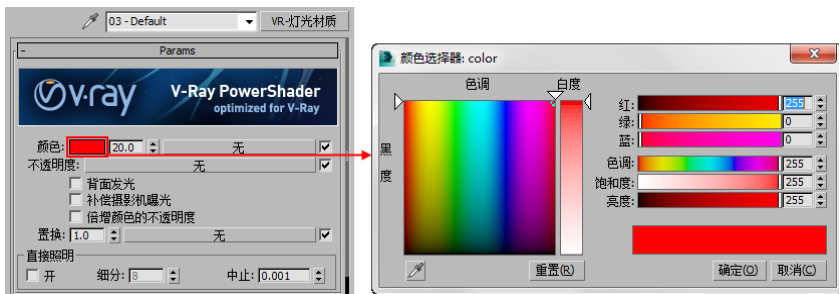 03 - Default
VR-灯光材质
Params
v-ray
V-Ray PowerShader
optimized for V-Ray
颜色: 20.0 无
不透明度: 无
背面发光
补偿摄影机曝光
倍增颜色的不透明度
置换: 1.0 无
直接照明
开 细分: 8 中止: 0.001
颜色选择器: color
色调 白度
黑
度
红: 255
绿: 0
蓝: 0
色调: 255
饱和度: 255
亮度: 255
重置(R)
确定(O) 取消(C)